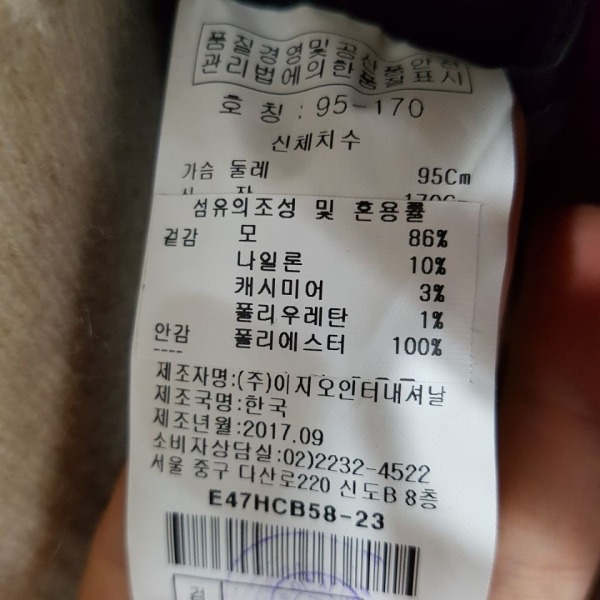 품질경영및공산품안전
관리법에의한품질표시
호 칭 : 95-170
신체치수
가슴 둘레 95Cm
섬유의조성 및 혼용률
겉감 모 86%
나일론 10%
캐시미어 3%
폴리우레탄 1%
안감 폴리에스터 100%
----
제조자명:(주)이지오인터내셔날
제조국명:한국
제조년월:2017.09
소비자상담실:02)2232-4522
서울 중구 다산로220 신도B 8층
E47HCB58-23
검